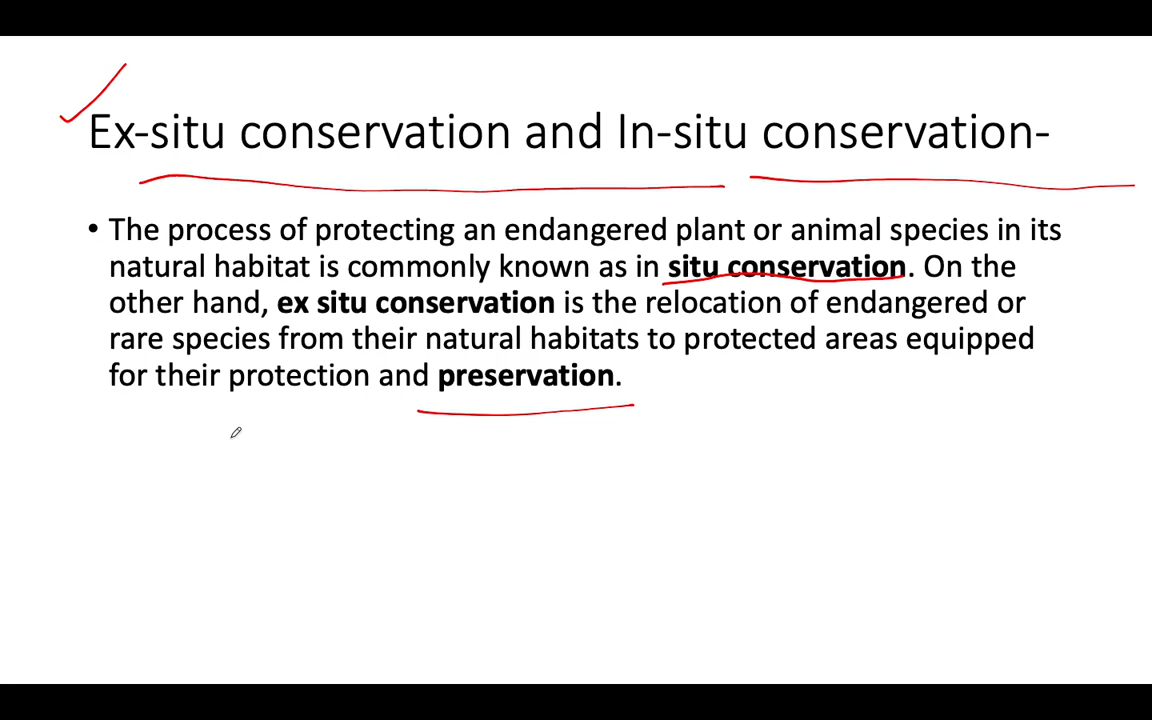 Ex-situ conservation and In-situ conservation-
• The process of protecting an endangered plant or animal species in its
natural habitat is commonly known as in situ conservation. On the
other hand, ex situ conservation is the relocation of endangered or
rare species from their natural habitats to protected areas equipped
for their protection and preservation.